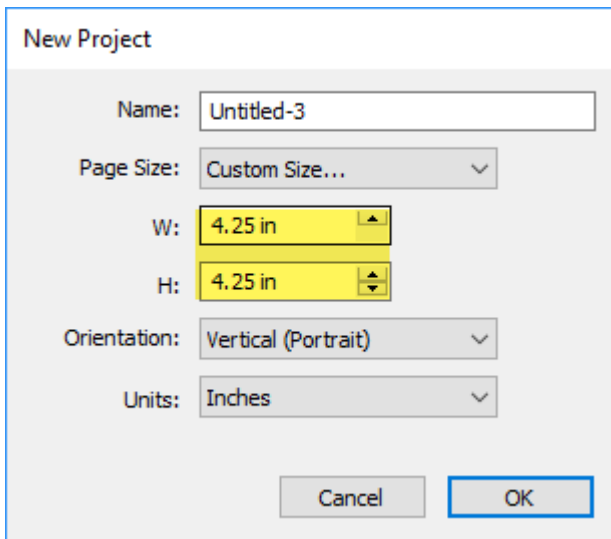 New Project
Name: Untitled-3
Page Size: Custom Size...
W: 4.25 in
H: 4.25 in
Orientation: Vertical (Portrait)
Units: Inches
Cancel OK